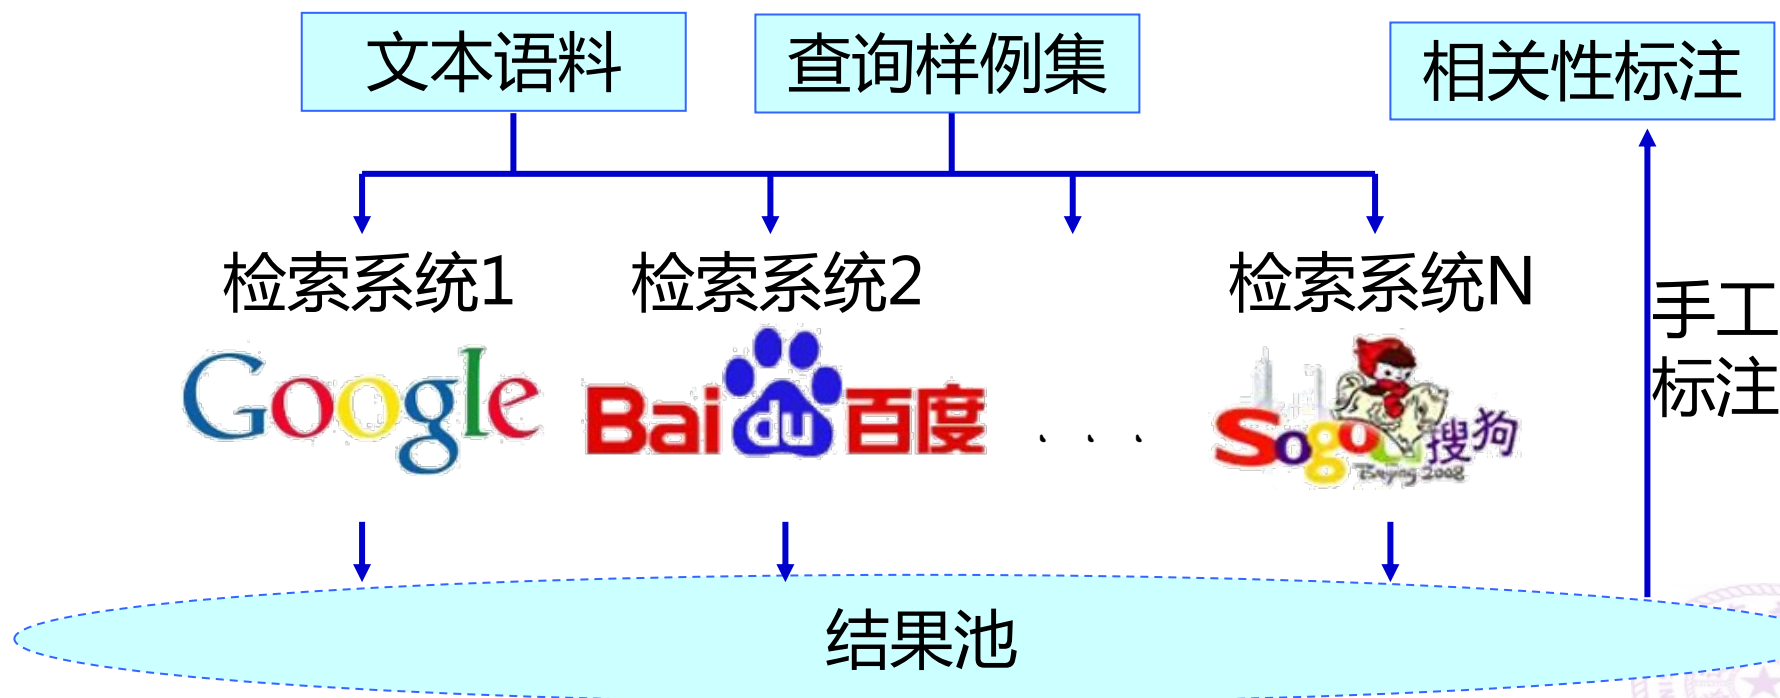 文本语料
查询样例集
相关性标注
检索系统1
检索系统2
检索系统N
手工
标注
Google
Bai du 百度
. . .
Sogou 搜狗
Beijing 2008
结果池